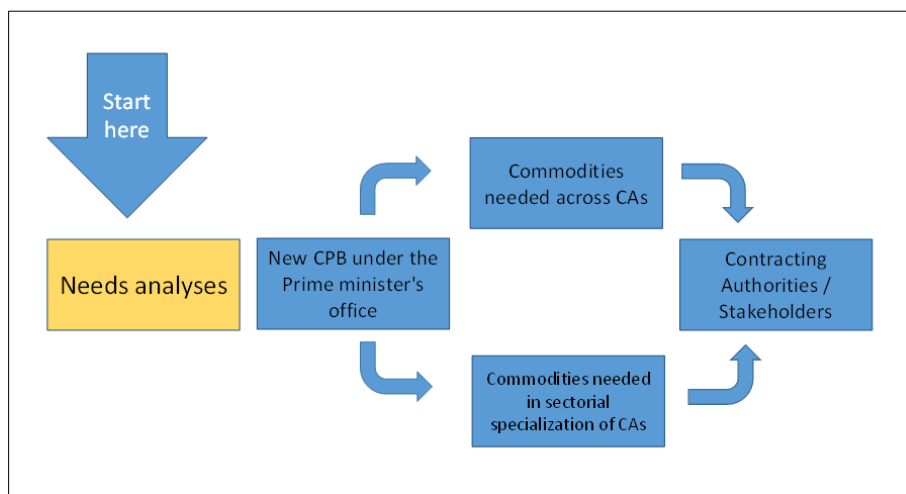 Start
here
Needs analyses
New CPB under the
Prime minister's
office
Commodities
needed across CAs
Commodities needed
in sectorial
specialization of CAs
Contracting
Authorities /
Stakeholders